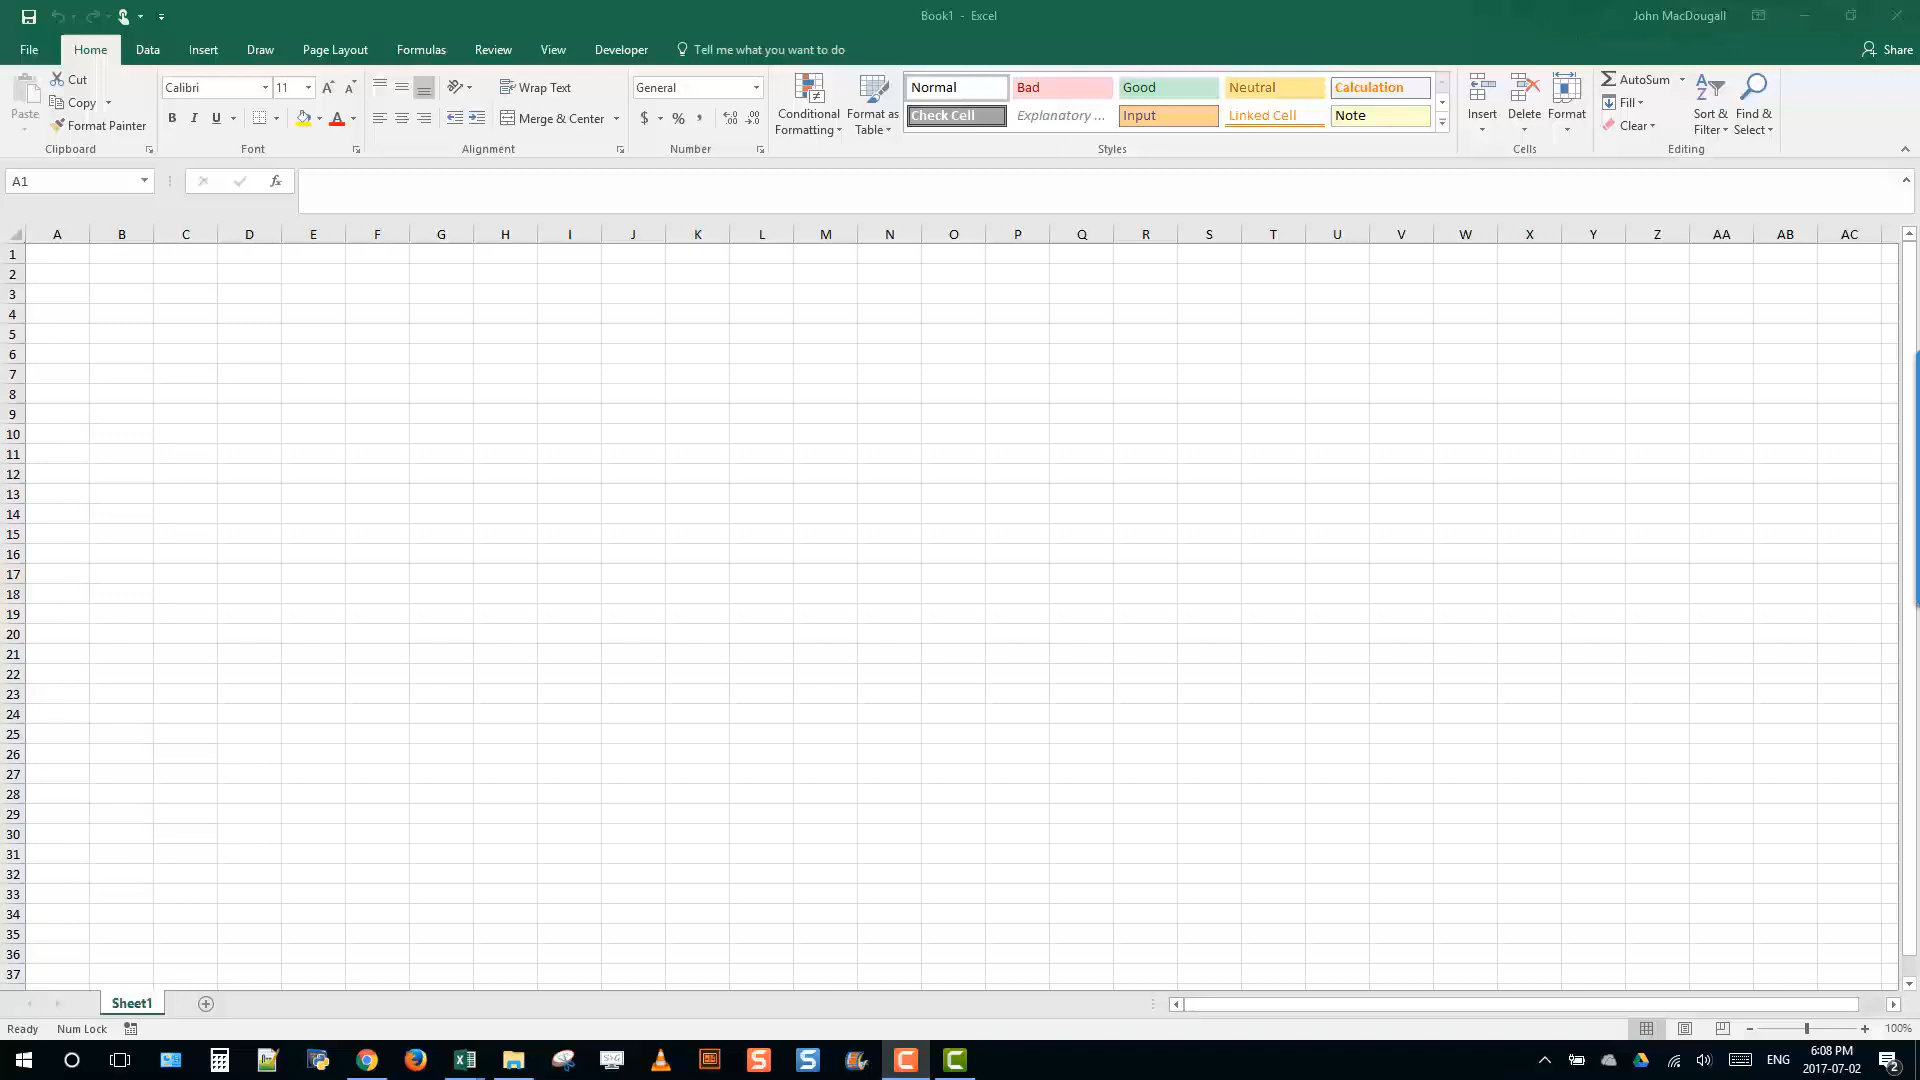 Book1 - Excel
John MacDougall
File Home Data Insert Draw Page Layout Formulas Review View Developer Tell me what you want to do Share
Paste
Cut
Copy
Format Painter
Clipboard
Calibri 11
B I U A
Font
Wrap Text
Merge & Center
Alignment
General
$ % ,
Number
Conditional Formatting
Format as Table
Normal Bad Good Neutral Calculation
Check Cell Explanatory ... Input Linked Cell Note
Styles
Insert Delete Format
Cells
AutoSum
Fill
Clear
Sort & Filter
Find & Select
Editing
A1
fx
A B C D E F G H I J K L M N O P Q R S T U V W X Y Z AA AB AC
1
2
3
4
5
6
7
8
9
10
11
12
13
14
15
16
17
18
19
20
21
22
23
24
25
26
27
28
29
30
31
32
33
34
35
36
37
Sheet1
Ready Num Lock
100%
ENG
6:08 PM
2017-07-02
2